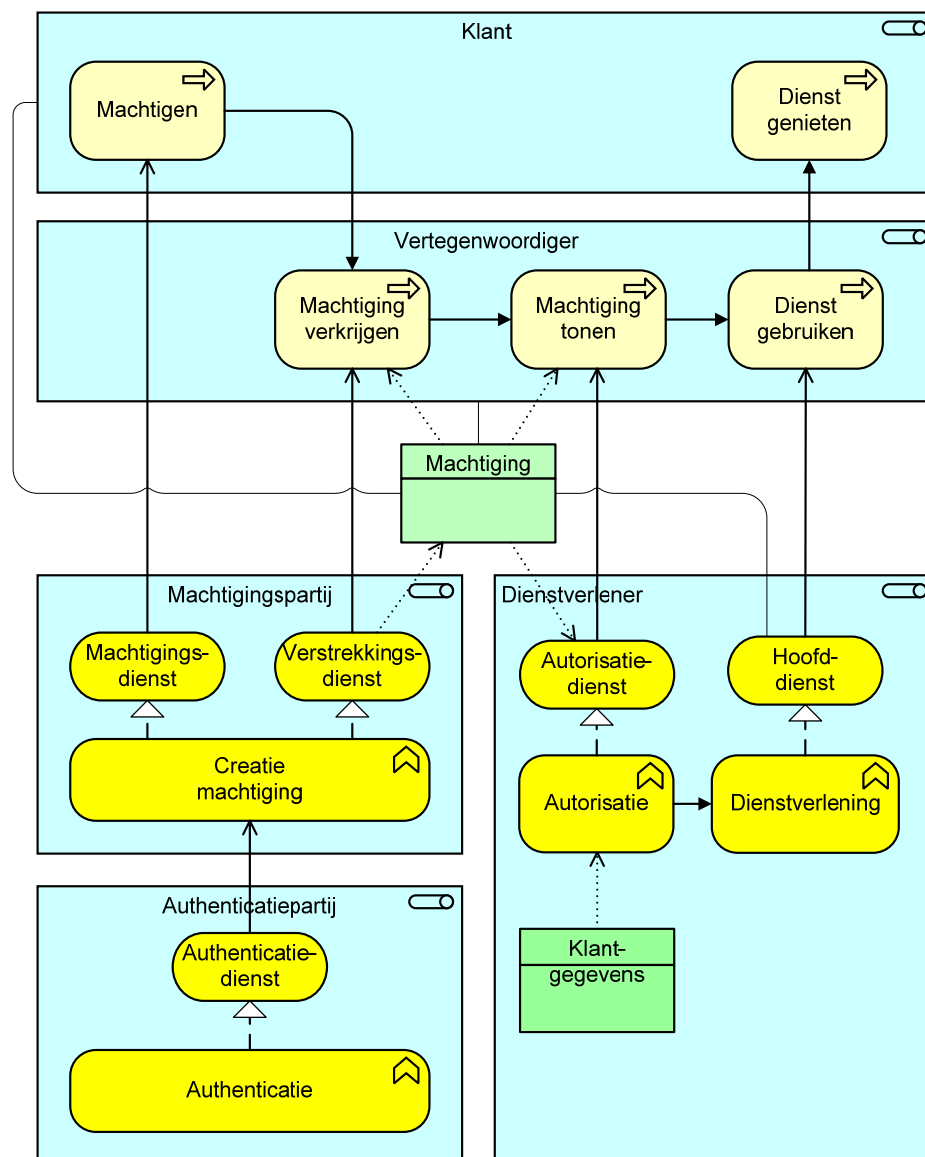 Klant
Machtigen
Dienst
genieten
Vertegenwoordiger
Machtiging
verkrijgen
Machtiging
tonen
Dienst
gebruiken
Machtiging
Machtigingspartij
Machtigings-
dienst
Verstrekkings-
dienst
Creatie
machtiging
Dienstverlener
Autorisatie-
dienst
Hoofd-
dienst
Autorisatie
Dienstverlening
Klant-
gegevens
Authenticatiepartij
Authenticatie-
dienst
Authenticatie